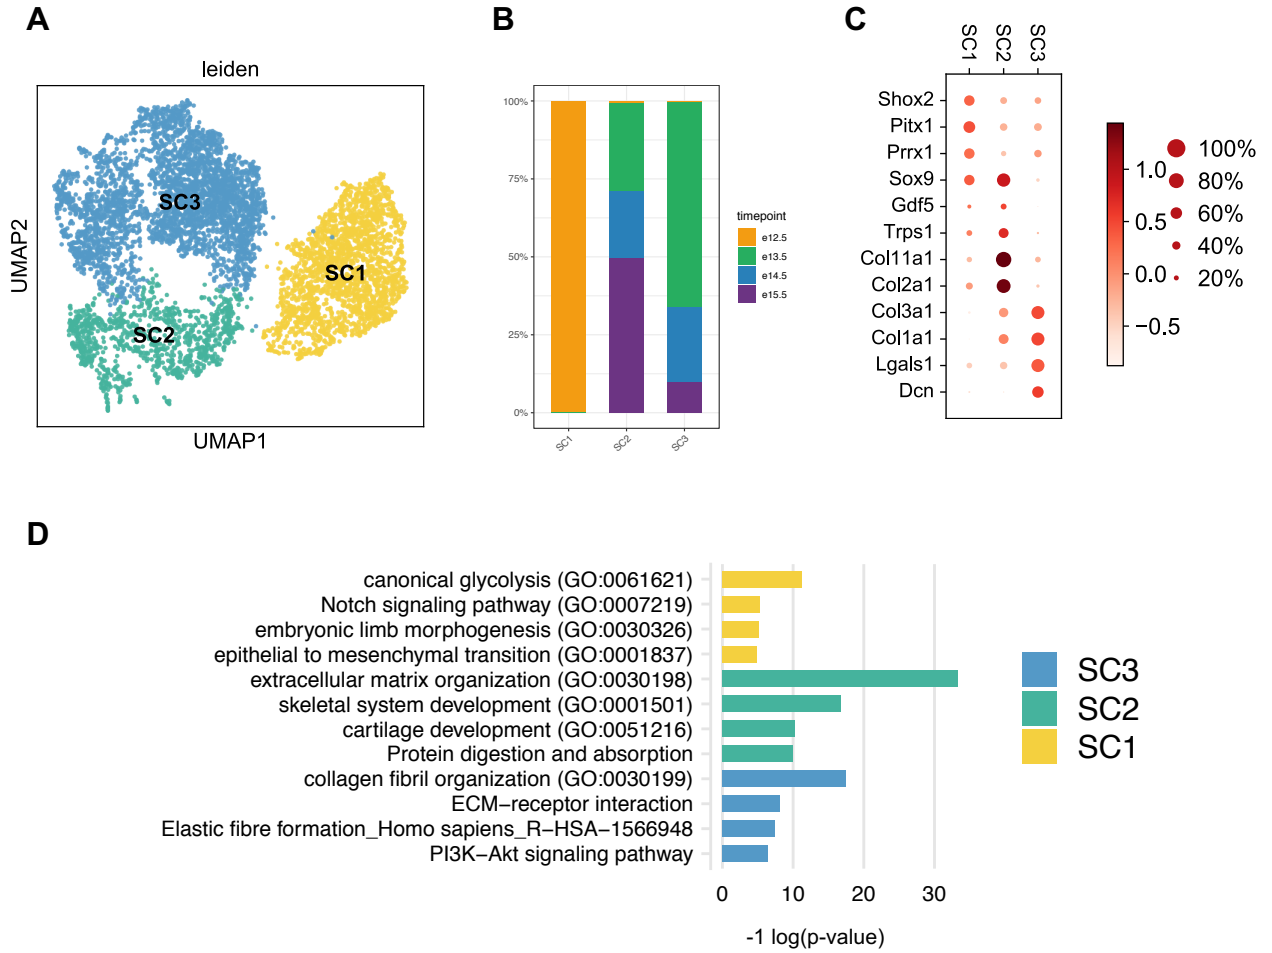 A
leiden
SC3
SC1
SC2
UMAP2
UMAP1
B
100%
75%
50%
25%
0%
SC1
SC2
SC3
timepoint
e12.5
e13.5
e14.5
e15.5
C
SC1
SC2
SC3
Shox2
Pitx1
Prrx1
Sox9
Gdf5
Trps1
Col11a1
Col2a1
Col3a1
Col1a1
Lgals1
Dcn
1.0
0.5
0.0
−0.5
100%
80%
60%
40%
20%
D
canonical glycolysis (GO:0061621)
Notch signaling pathway (GO:0007219)
embryonic limb morphogenesis (GO:0030326)
epithelial to mesenchymal transition (GO:0001837)
extracellular matrix organization (GO:0030198)
skeletal system development (GO:0001501)
cartilage development (GO:0051216)
Protein digestion and absorption
collagen fibril organization (GO:0030199)
ECM−receptor interaction
Elastic fibre formation_Homo sapiens_R−HSA−1566948
PI3K−Akt signaling pathway
0 10 20 30
-1 log(p-value)
SC3
SC2
SC1